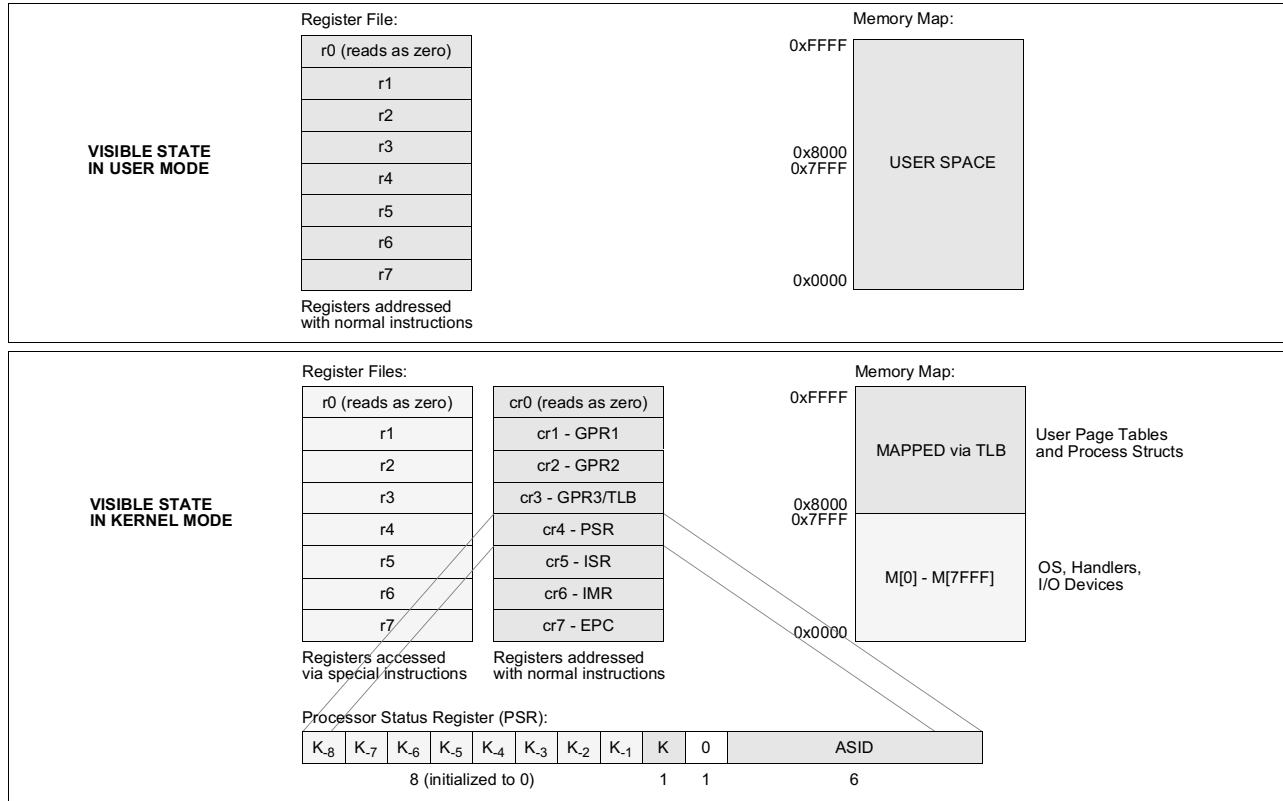 Register File:
Memory Map:
r0 (reads as zero)
r1
r2
r3
r4
r5
r6
r7
VISIBLE STATE
IN USER MODE
0xFFFF
0x8000
0x7FFF
0x0000
USER SPACE
Registers addressed
with normal instructions
Register Files:
Memory Map:
r0 (reads as zero)
r1
r2
r3
r4
r5
r6
r7
cr0 (reads as zero)
cr1 - GPR1
cr2 - GPR2
cr3 - GPR3/TLB
cr4 - PSR
cr5 - ISR
cr6 - IMR
cr7 - EPC
VISIBLE STATE
IN KERNEL MODE
0xFFFF
0x8000
0x7FFF
0x0000
MAPPED via TLB
M[0] - M[7FFF]
User Page Tables
and Process Structs
OS, Handlers,
I/O Devices
Registers accessed
via special instructions
Registers addressed
with normal instructions
Processor Status Register (PSR):
K-8 K-7 K-6 K-5 K-4 K-3 K-2 K-1 K 0 ASID
8 (initialized to 0) 1 1 6